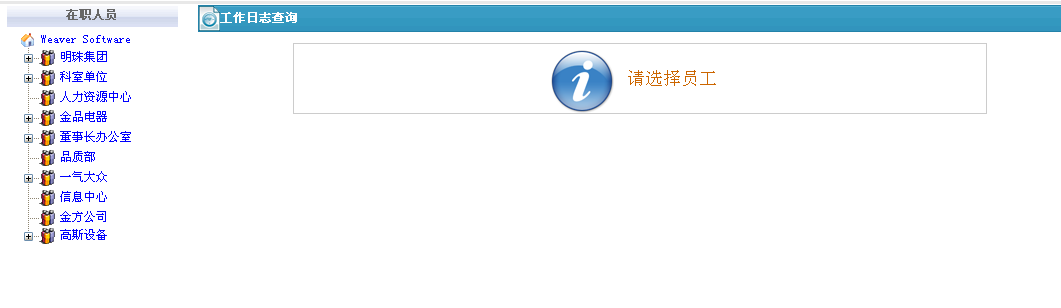 在职人员
Weaver Software
明珠集团
科室单位
人力资源中心
金品电器
董事长办公室
品质部
一气大众
信息中心
金方公司
高斯设备
工作日志查询
请选择员工